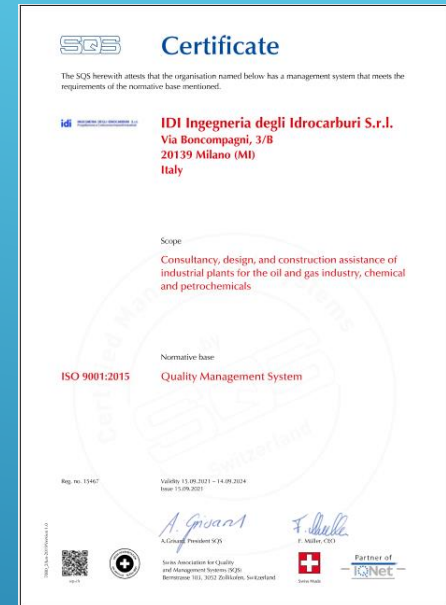 SQS
Certificate
The SQS herewith attests that the organisation named below has a management system that meets the
requirements of the normative base mentioned.
idi
IDI Ingegneria degli Idrocarburi S.r.l.
Via Boncompagni, 3/B
20139 Milano (MI)
Italy
Scope
Consultancy, design, and construction assistance of
industrial plants for the oil and gas industry, chemical
and petrochemicals
Normative base
ISO 9001:2015
Quality Management System
Reg. no. 15467
Validity 15.09.2021 – 14.09.2024
Issue 15.09.2021
A. Grisard
F. Müller
A. Grisard, President SQS
F. Müller, CEO
Swiss Association for Quality
and Management Systems (SQS)
Bernstrasse 103, 3052 Zollikofen, Switzerland
Swiss Made
Partner of
IQNet